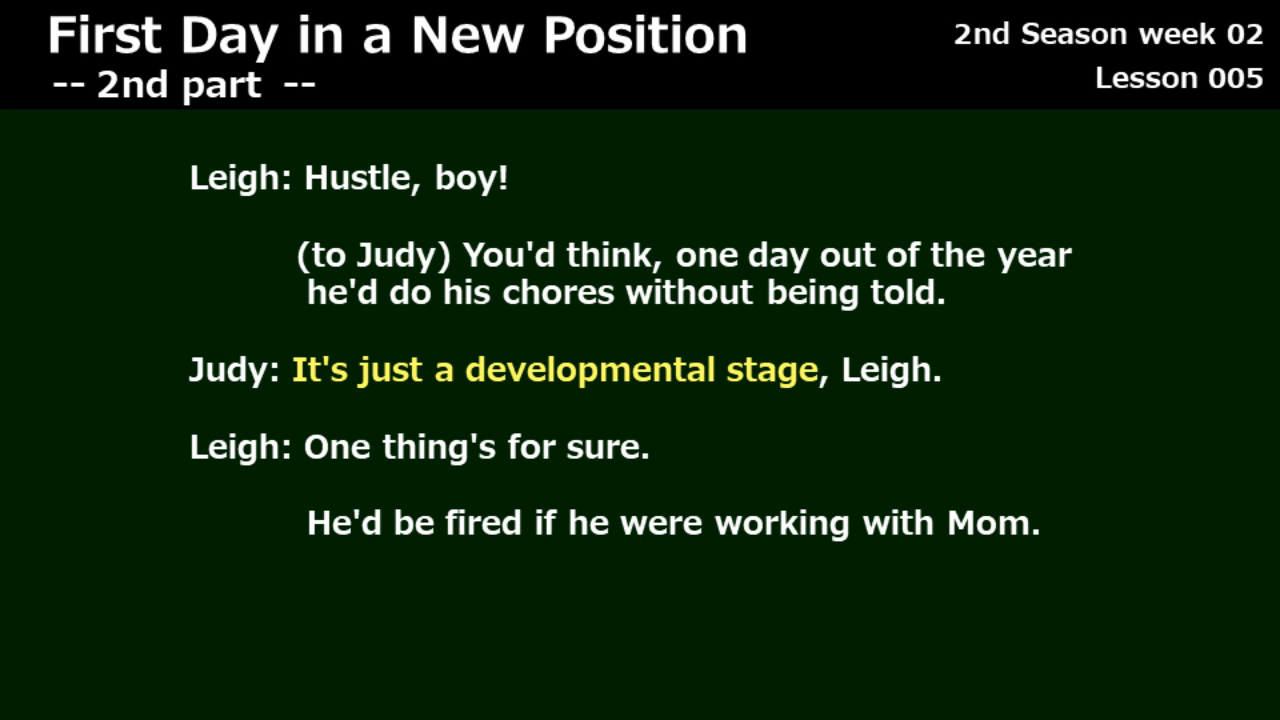 First Day in a New Position
-- 2nd part --
2nd Season week 02
Lesson 005
Leigh: Hustle, boy!
(to Judy) You'd think, one day out of the year
he'd do his chores without being told.
Judy: It's just a developmental stage, Leigh.
Leigh: One thing's for sure.
He'd be fired if he were working with Mom.